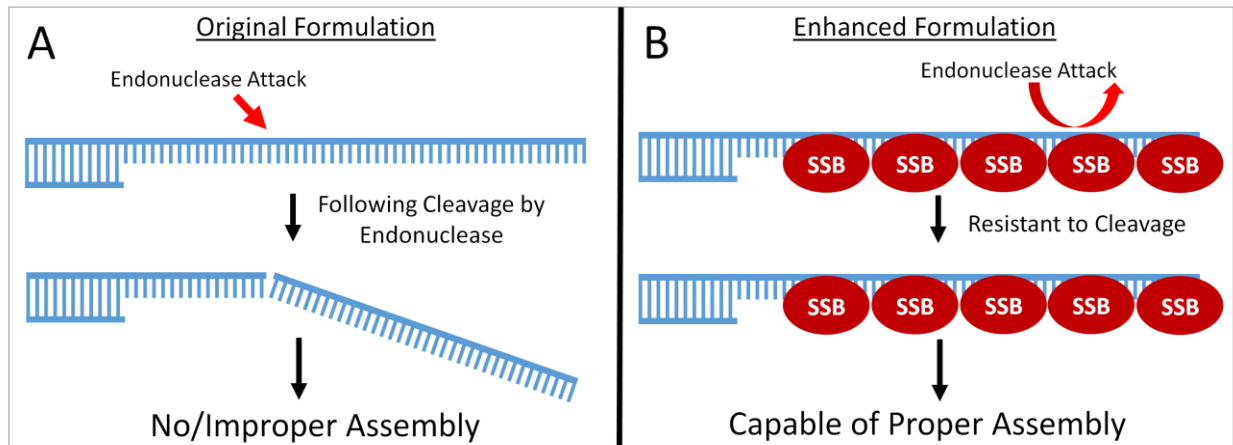 A
Original Formulation
Endonuclease Attack
Following Cleavage by
Endonuclease
No/Improper Assembly
B
Enhanced Formulation
Endonuclease Attack
SSB SSB SSB SSB SSB
Resistant to Cleavage
SSB SSB SSB SSB SSB
Capable of Proper Assembly